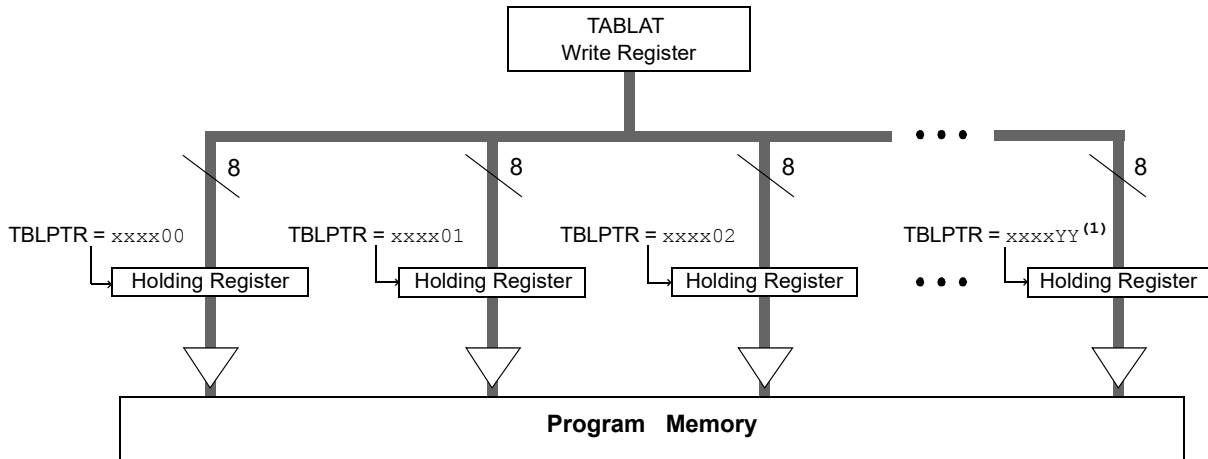 TABLAT
Write Register
8 8 8 8
TBLPTR = xxxx00 TBLPTR = xxxx01 TBLPTR = xxxx02 TBLPTR = xxxxYY(1)
Holding Register Holding Register Holding Register Holding Register
Program Memory